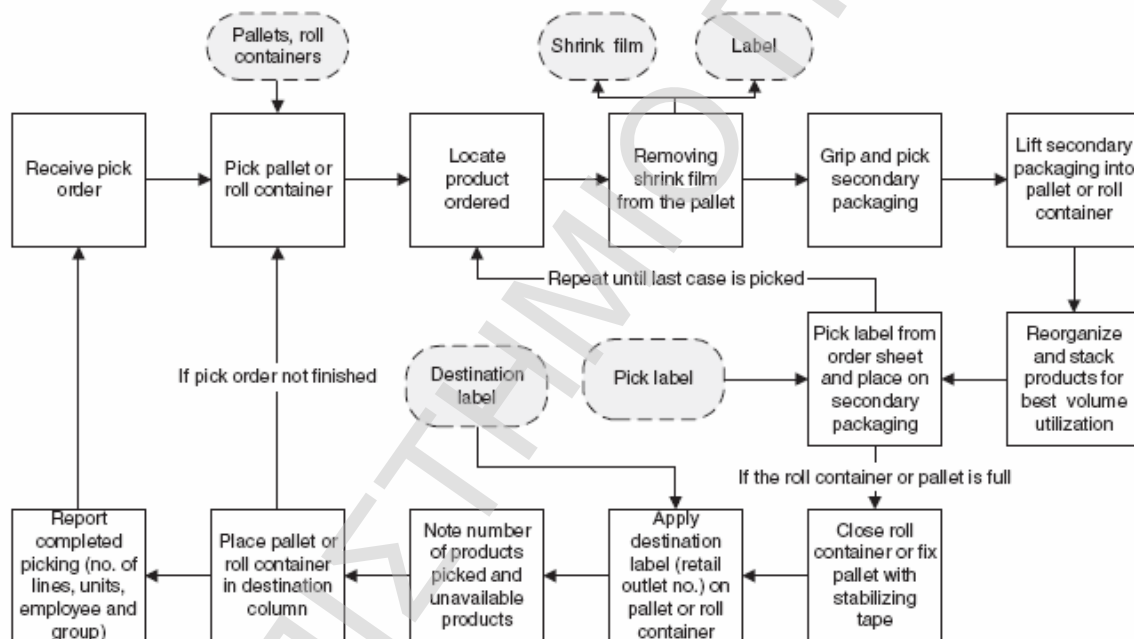 Pallets, roll
containers
Shrink film
Label
Receive pick
order
Pick pallet or
roll container
Locate
product
ordered
Removing
shrink film
from the pallet
Grip and pick
secondary
packaging
Lift secondary
packaging into
pallet or roll
container
Repeat until last case is picked
If pick order not finished
Destination
label
Pick label
Pick label from
order sheet
and place on
secondary
packaging
Reorganize
and stack
products for
best volume
utilization
If the roll container or pallet is full
Report
completed
picking (no. of
lines, units,
employee and
group)
Place pallet or
roll container
in destination
column
Note number
of products
picked and
unavailable
products
Apply
destination
label (retail
outlet no.) on
pallet or roll
container
Close roll
container or fix
pallet with
stabilizing
tape
ΙΣΤΗΜΙΟ Π